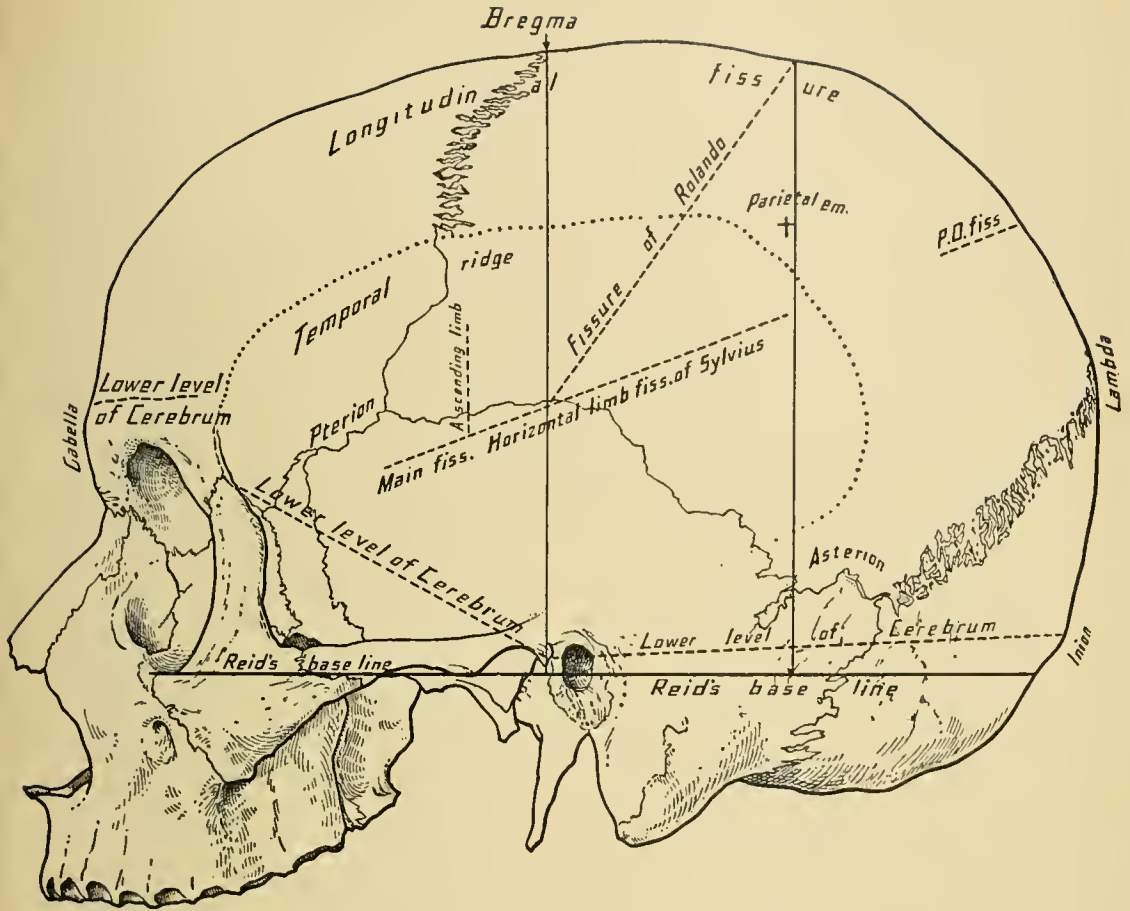 Bregma
Longitudinal fissure
Fissure of Rolando
Parietal em.
P.O. fiss
Temporal ridge
Ascending limb
Lower level
of Cerebrum
Gabella
Pterion
Main fiss. Horizontal limb fiss. of Sylvius
Lambda
Lower level of Cerebrum
Asterion
Lower level of Cerebrum
Inion
Reid's base line
Reid's base line